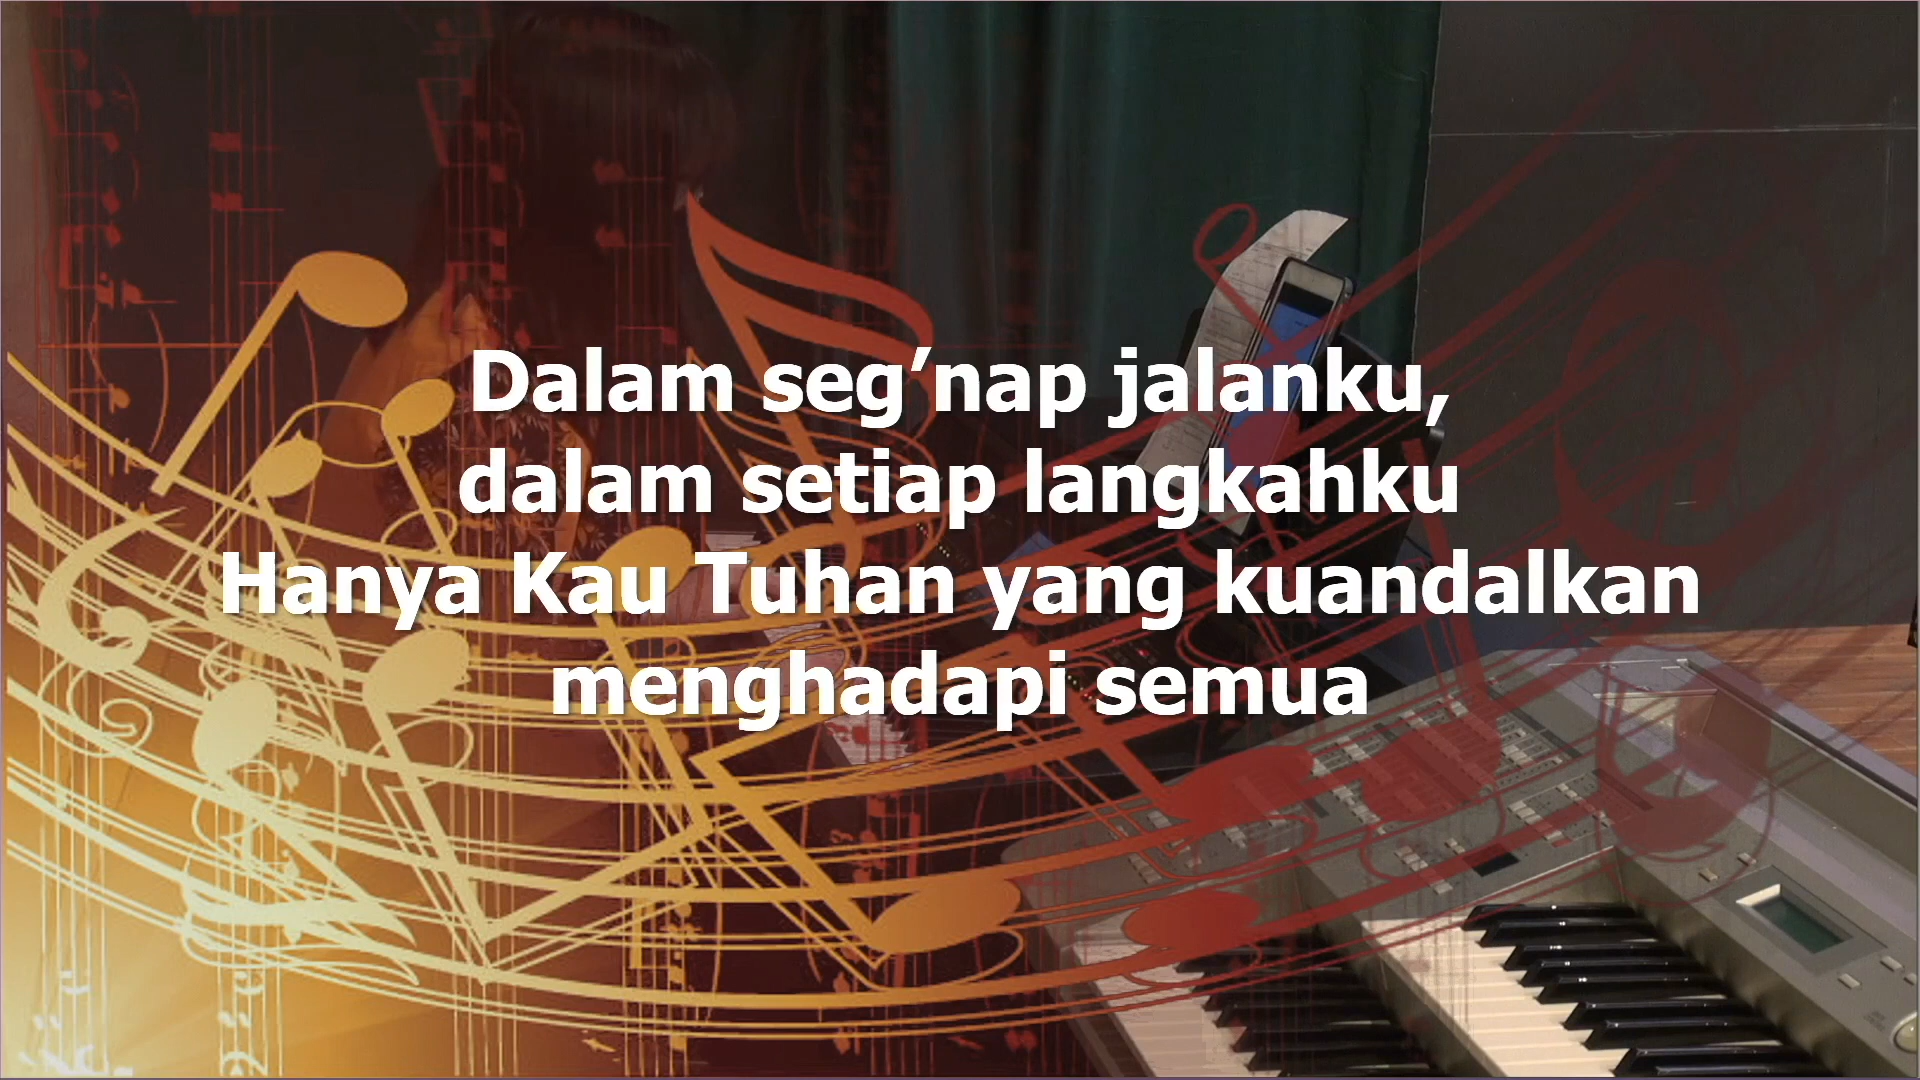 Dalam seg’nap jalanku,
dalam setiap langkahku
Hanya Kau Tuhan yang kuandalkan
menghadapi semua